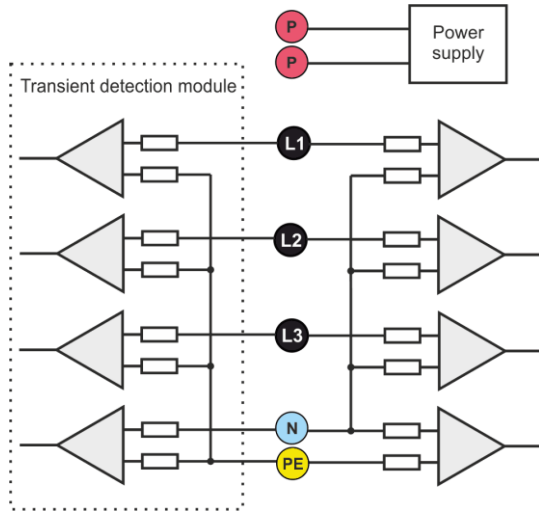 P
Power
supply
P
Transient detection module
L1
L2
L3
N
PE